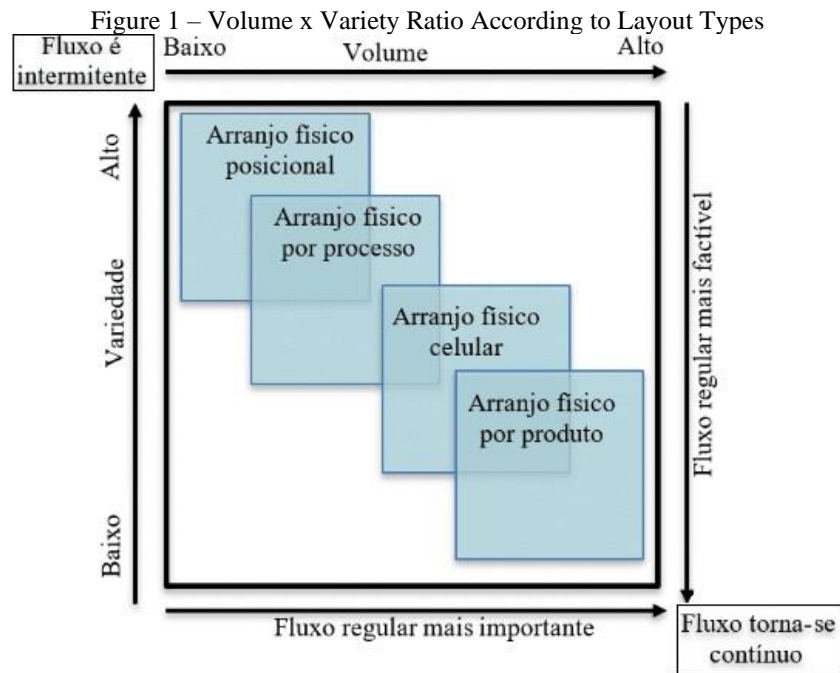 Figure 1 – Volume x Variety Ratio According to Layout Types
Fluxo é
intermitente
Baixo
Volume
Alto
Alto
Variedade
Baixo
Arranjo físico
posicional
Arranjo físico
por processo
Arranjo físico
celular
Arranjo físico
por produto
Fluxo regular mais factível
Fluxo regular mais importante
Fluxo torna-se
contínuo